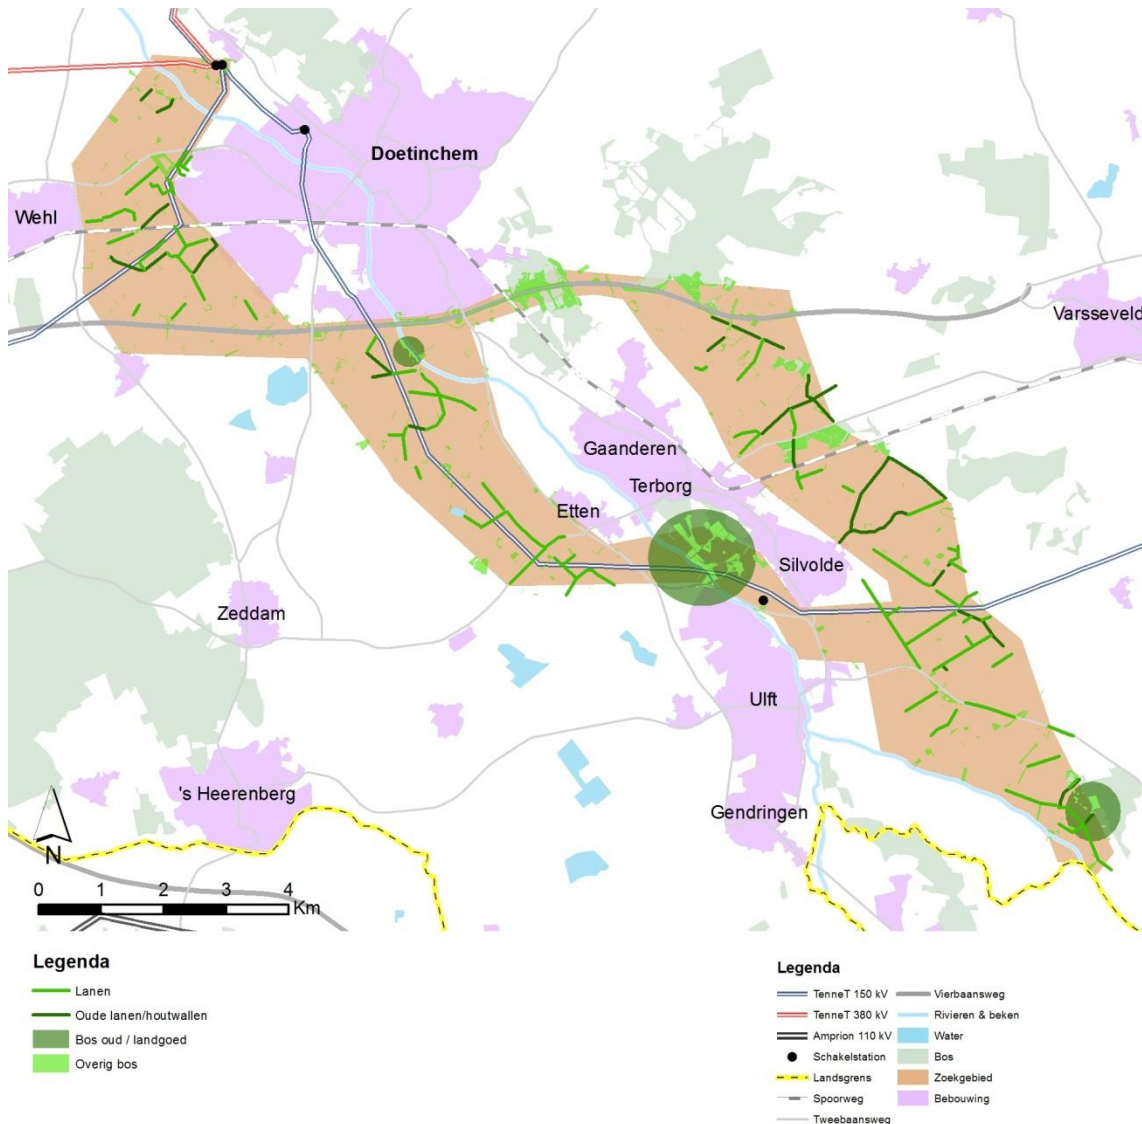 Doetinchem
Wehl
Varsseveld
Gaanderen
Terborg
Etten
Silvolde
Zeddam
Ulft
's Heerenberg
Gendringen
N
0 1 2 3 4
Km
Legenda
Lanen
Oude lanen/houtwallen
Bos oud / landgoed
Overig bos
Legenda
TenneT 150 kV
TenneT 380 kV
Amprion 110 kV
Schakelstation
Landsgrens
Spoorweg
Tweebaansweg
Vierbaansweg
Rivieren & beken
Water
Bos
Zoekgebied
Bebouwing